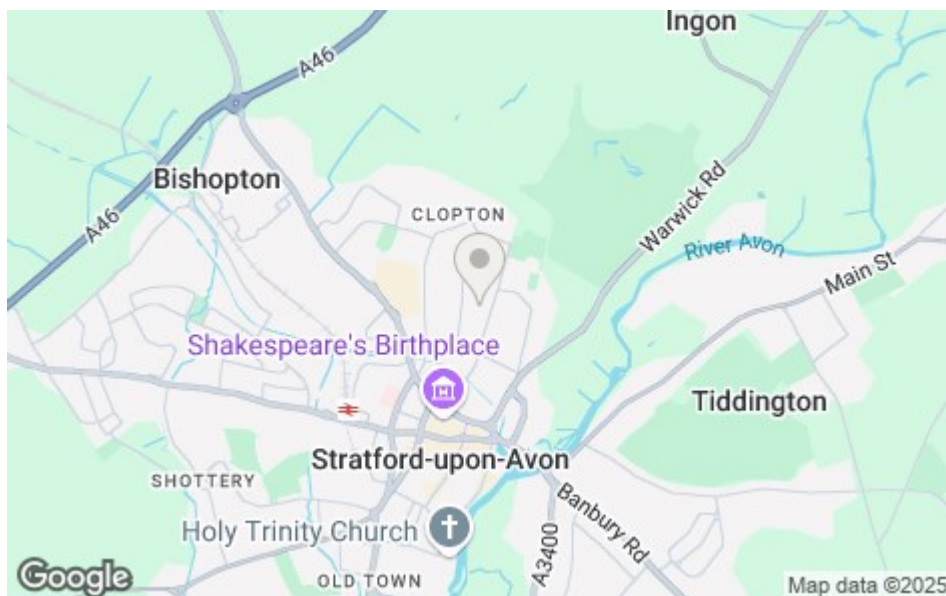 Ingon
A46
Bishopton
CLOPTON
Warwick Rd
A46
River Avon
Main St
Shakespeare's Birthplace
Tiddington
Stratford-upon-Avon
SHOTTERY
Banbury Rd
Holy Trinity Church
A3400
OLD TOWN
Google
Map data ©2025